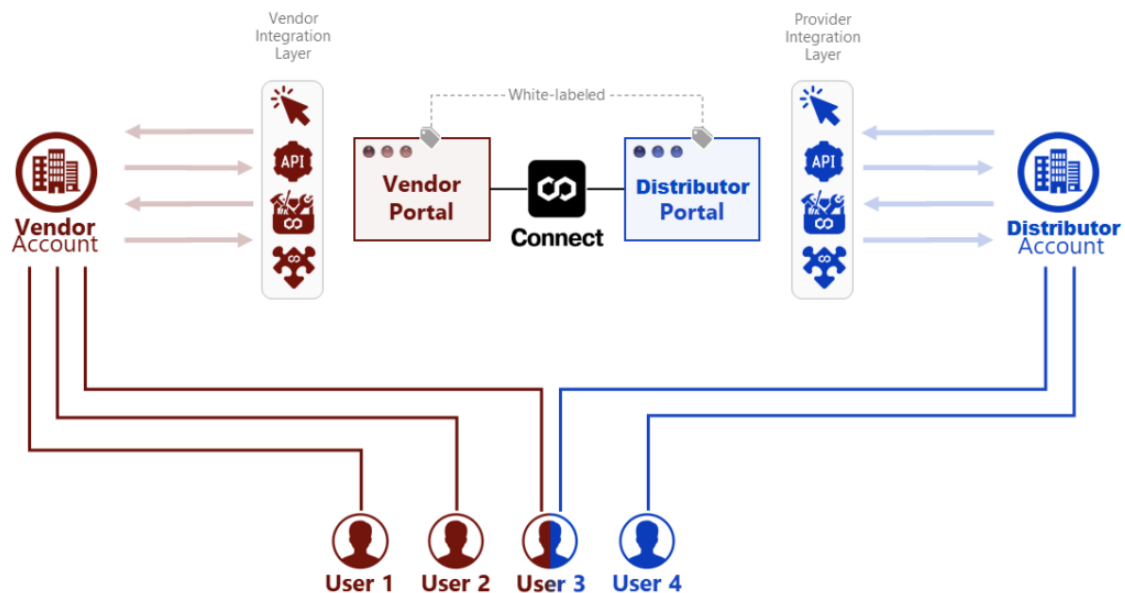 Vendor
Integration
Layer
Provider
Integration
Layer
White-labeled
API
Vendor
Portal
Distributor
Portal
API
Connect
Vendor
Account
Distributor
Account
User 1
User 2
User 3
User 4